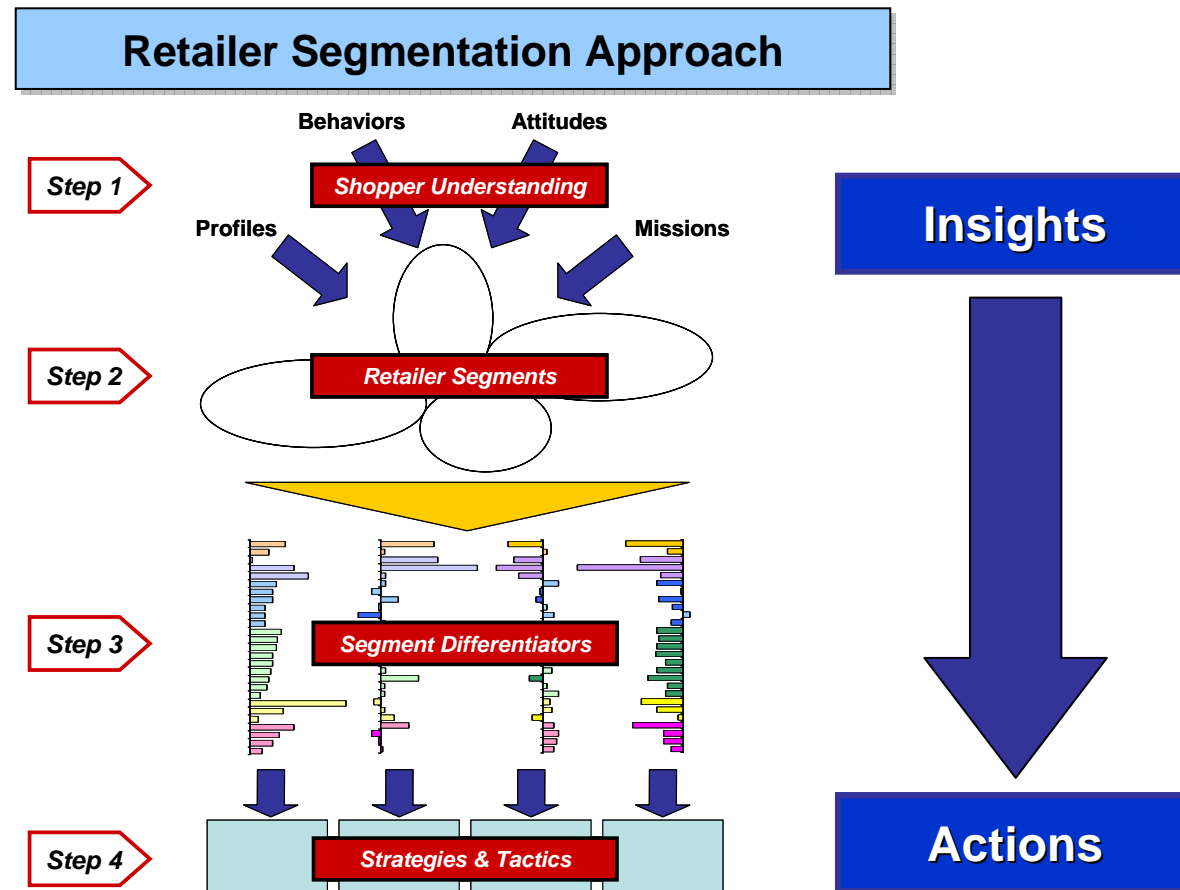 Retailer Segmentation Approach
Behaviors
Attitudes
Step 1
Shopper Understanding
Insights
Profiles
Missions
Step 2
Retailer Segments
Step 3
Segment Differentiators
Step 4
Strategies & Tactics
Actions